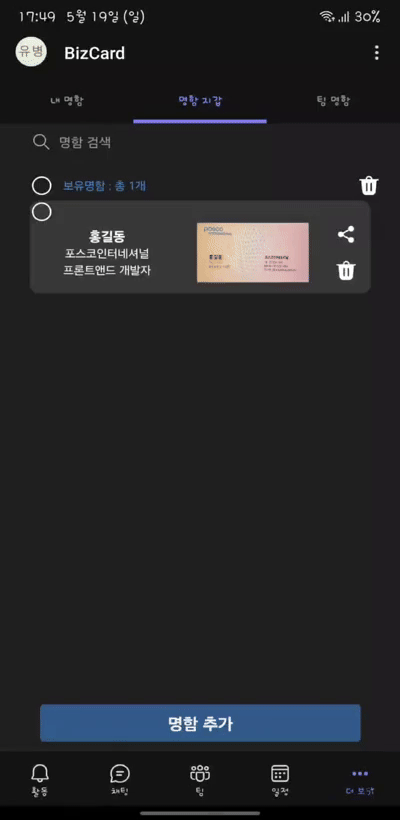 17:49 5월 19일 (일) 30%
유병 BizCard
내 명함 명함 지갑 팀 명함
명함 검색
보유명함 : 총 1개
홍길동
포스코인터네셔널
프론트앤드 개발자
posco
홍길동
명함 추가
활동 채팅 팀 일정 더 보기